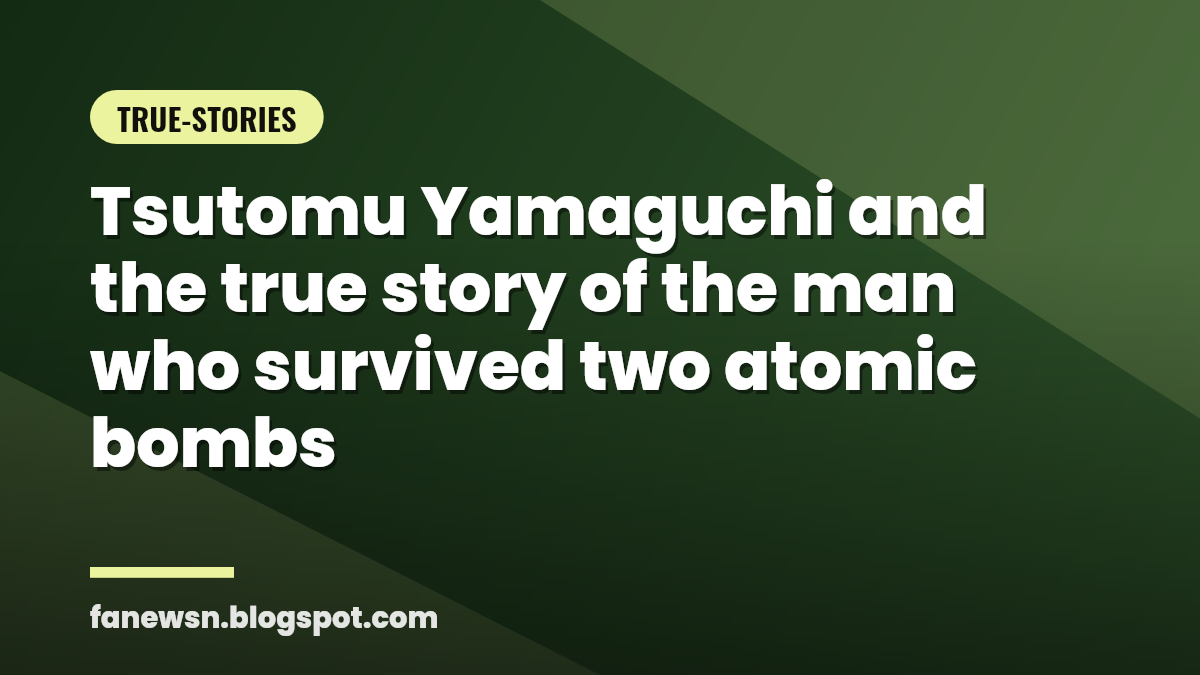 TRUE-STORIES
Tsutomu Yamaguchi and
the true story of the man
who survived two atomic
bombs
fanewsn.blogspot.com